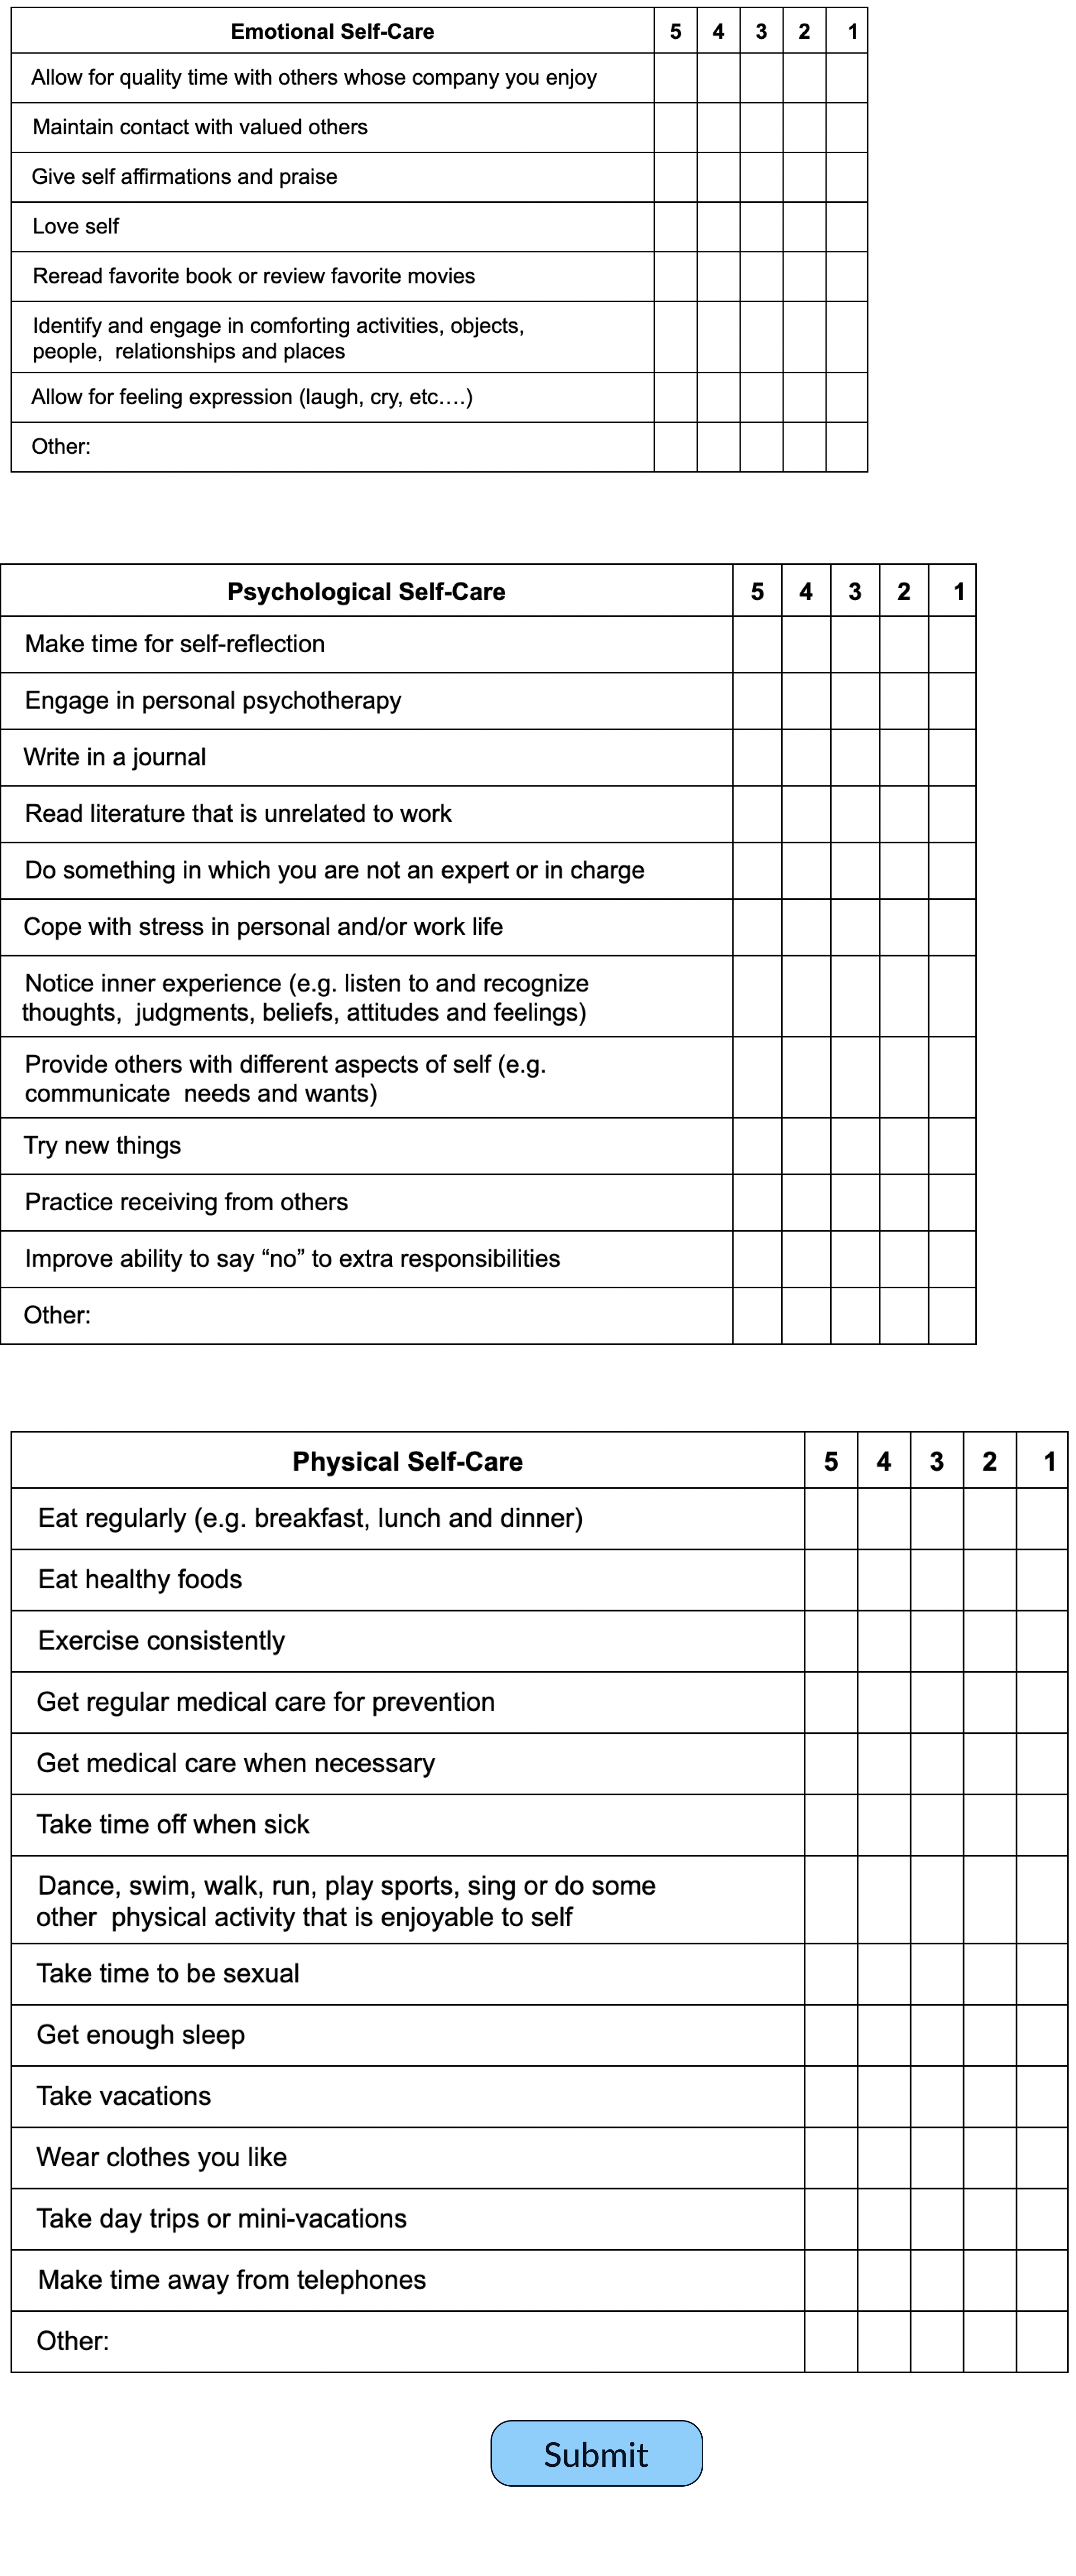 Emotional Self-Care 5 4 3 2 1
Allow for quality time with others whose company you enjoy
Maintain contact with valued others
Give self affirmations and praise
Love self
Reread favorite book or review favorite movies
Identify and engage in comforting activities, objects,
people, relationships and places
Allow for feeling expression (laugh, cry, etc….)
Other:
Psychological Self-Care 5 4 3 2 1
Make time for self-reflection
Engage in personal psychotherapy
Write in a journal
Read literature that is unrelated to work
Do something in which you are not an expert or in charge
Cope with stress in personal and/or work life
Notice inner experience (e.g. listen to and recognize
thoughts, judgments, beliefs, attitudes and feelings)
Provide others with different aspects of self (e.g.
communicate needs and wants)
Try new things
Practice receiving from others
Improve ability to say “no” to extra responsibilities
Other:
Physical Self-Care 5 4 3 2 1
Eat regularly (e.g. breakfast, lunch and dinner)
Eat healthy foods
Exercise consistently
Get regular medical care for prevention
Get medical care when necessary
Take time off when sick
Dance, swim, walk, run, play sports, sing or do some
other physical activity that is enjoyable to self
Take time to be sexual
Get enough sleep
Take vacations
Wear clothes you like
Take day trips or mini-vacations
Make time away from telephones
Other:
Submit